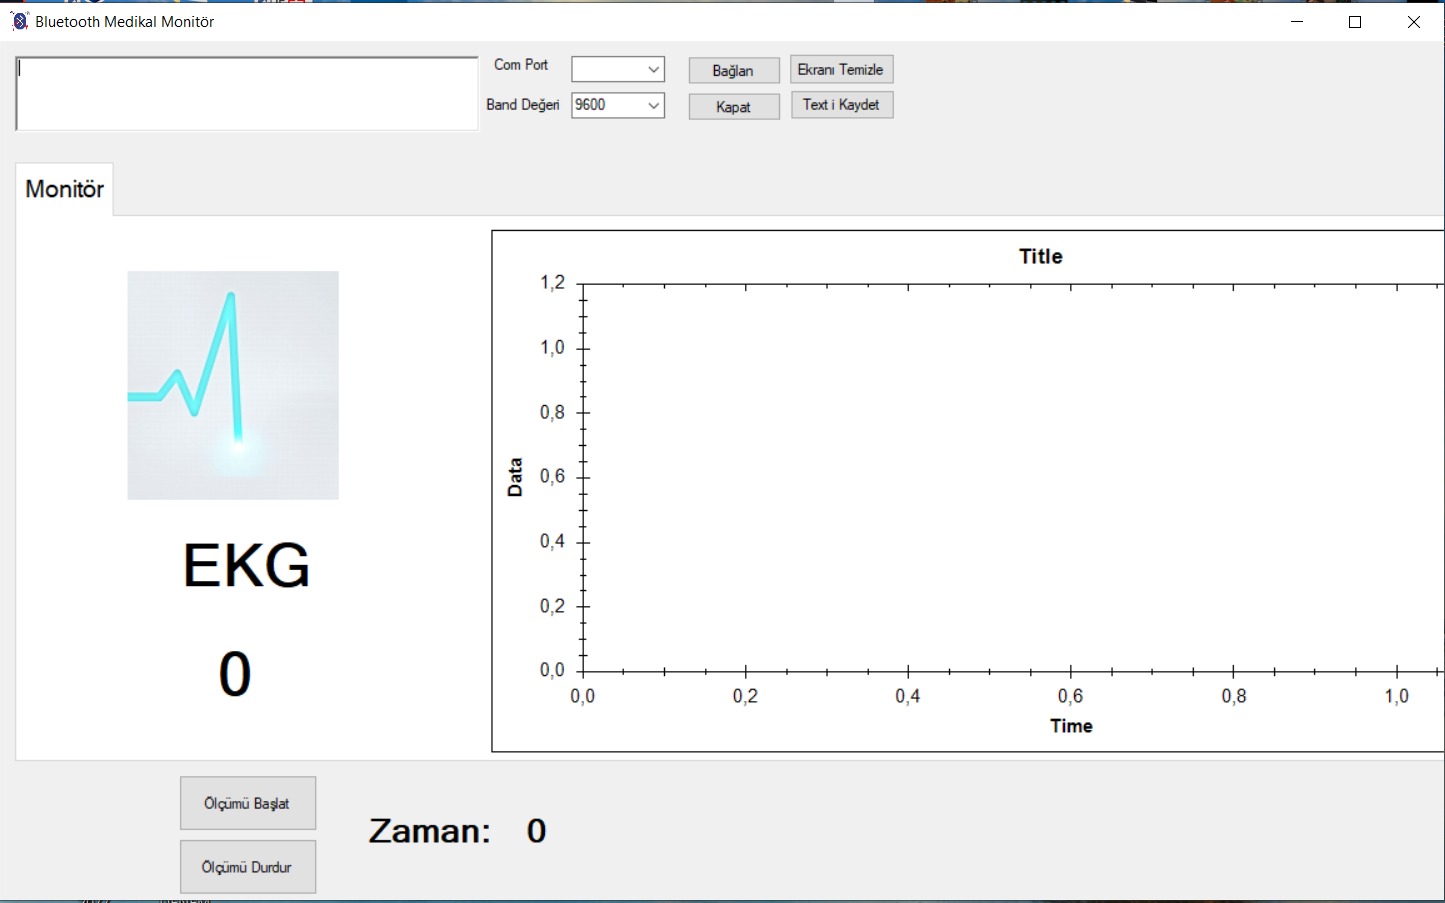 Bluetooth Medikal Monitör
Com Port
Bağlan
Ekranı Temizle
Band Değeri
9600
Kapat
Text i Kaydet
Monitör
Title
1,2
1,0
0,8
0,6
0,4
0,2
0,0
Data
0,0 0,2 0,4 0,6 0,8 1,0
Time
EKG
0
Ölçümü Başlat
Zaman: 0
Ölçümü Durdur